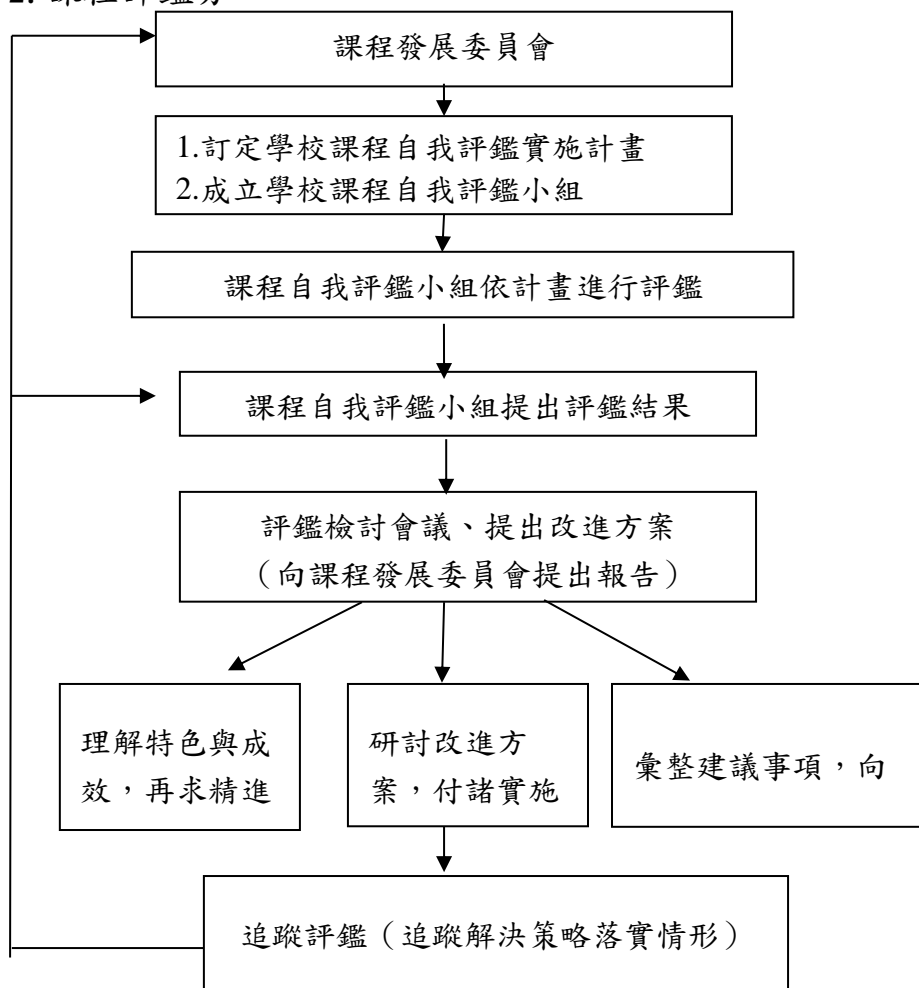 課程發展委員會
1.訂定學校課程自我評鑑實施計畫
2.成立學校課程自我評鑑小組
課程自我評鑑小組依計畫進行評鑑
課程自我評鑑小組提出評鑑結果
評鑑檢討會議、提出改進方案
（向課程發展委員會提出報告）
理解特色與成
效，再求精進
研討改進方
案，付諸實施
彙整建議事項，向
追蹤評鑑（追蹤解決策略落實情形）